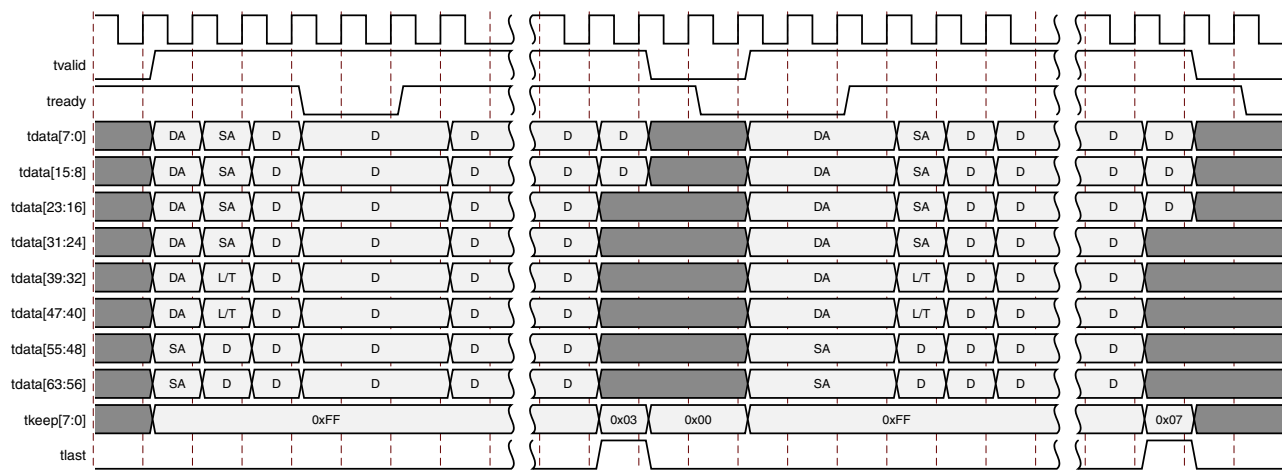 tvalid
tready
tdata[7:0] DA SA D D D D D DA SA D D D D
tdata[15:8] DA SA D D D D D DA SA D D D D
tdata[23:16] DA SA D D D D DA SA D D D D
tdata[31:24] DA SA D D D D DA SA D D D
tdata[39:32] DA L/T D D D D DA L/T D D D
tdata[47:40] DA L/T D D D D DA L/T D D D
tdata[55:48] SA D D D D D SA D D D D
tdata[63:56] SA D D D D D SA D D D D
tkeep[7:0] 0xFF 0x03 0x00 0xFF 0x07
tlast